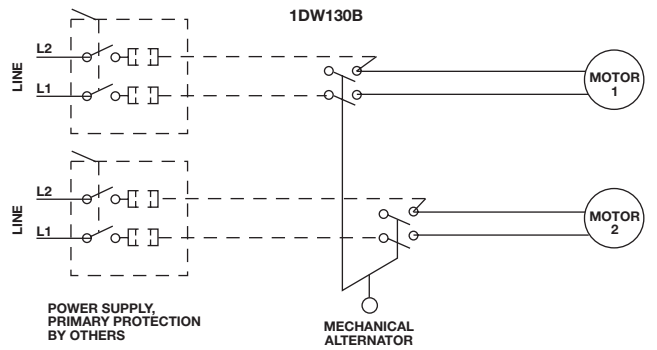 1DW130B
L2
LINE
L1
MOTOR
1
L2
LINE
L1
MOTOR
2
POWER SUPPLY,
PRIMARY PROTECTION
BY OTHERS
MECHANICAL
ALTERNATOR